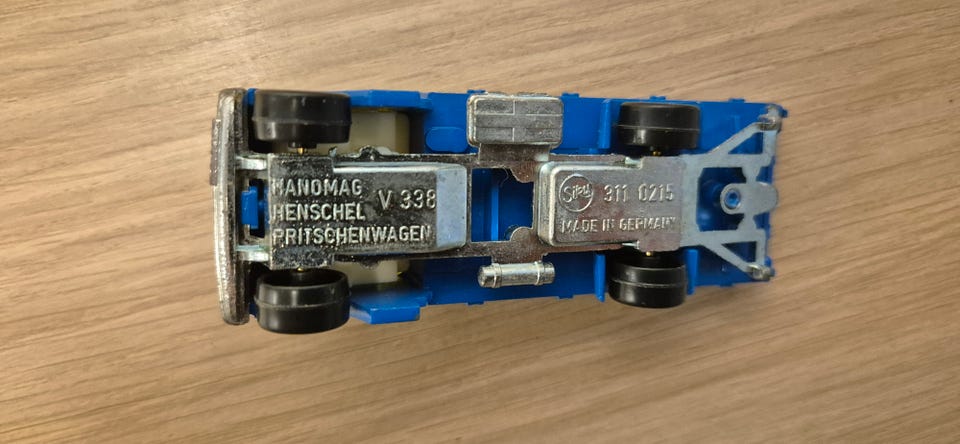 HANOMAG
HENSCHEL
PRITSCHENWAGEN
V 338
SIKU
311 0215
MADE IN GERMANY